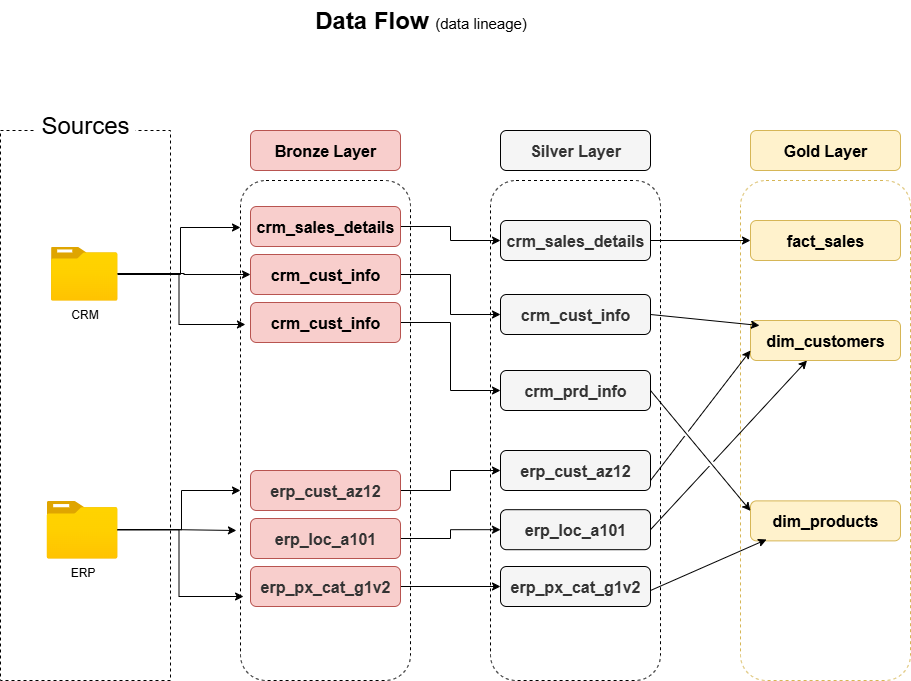 Data Flow (data lineage)
Sources
Bronze Layer
Silver Layer
Gold Layer
CRM
ERP
crm_sales_details
crm_cust_info
crm_cust_info
erp_cust_az12
erp_loc_a101
erp_px_cat_g1v2
crm_sales_details
crm_cust_info
crm_prd_info
erp_cust_az12
erp_loc_a101
erp_px_cat_g1v2
fact_sales
dim_customers
dim_products